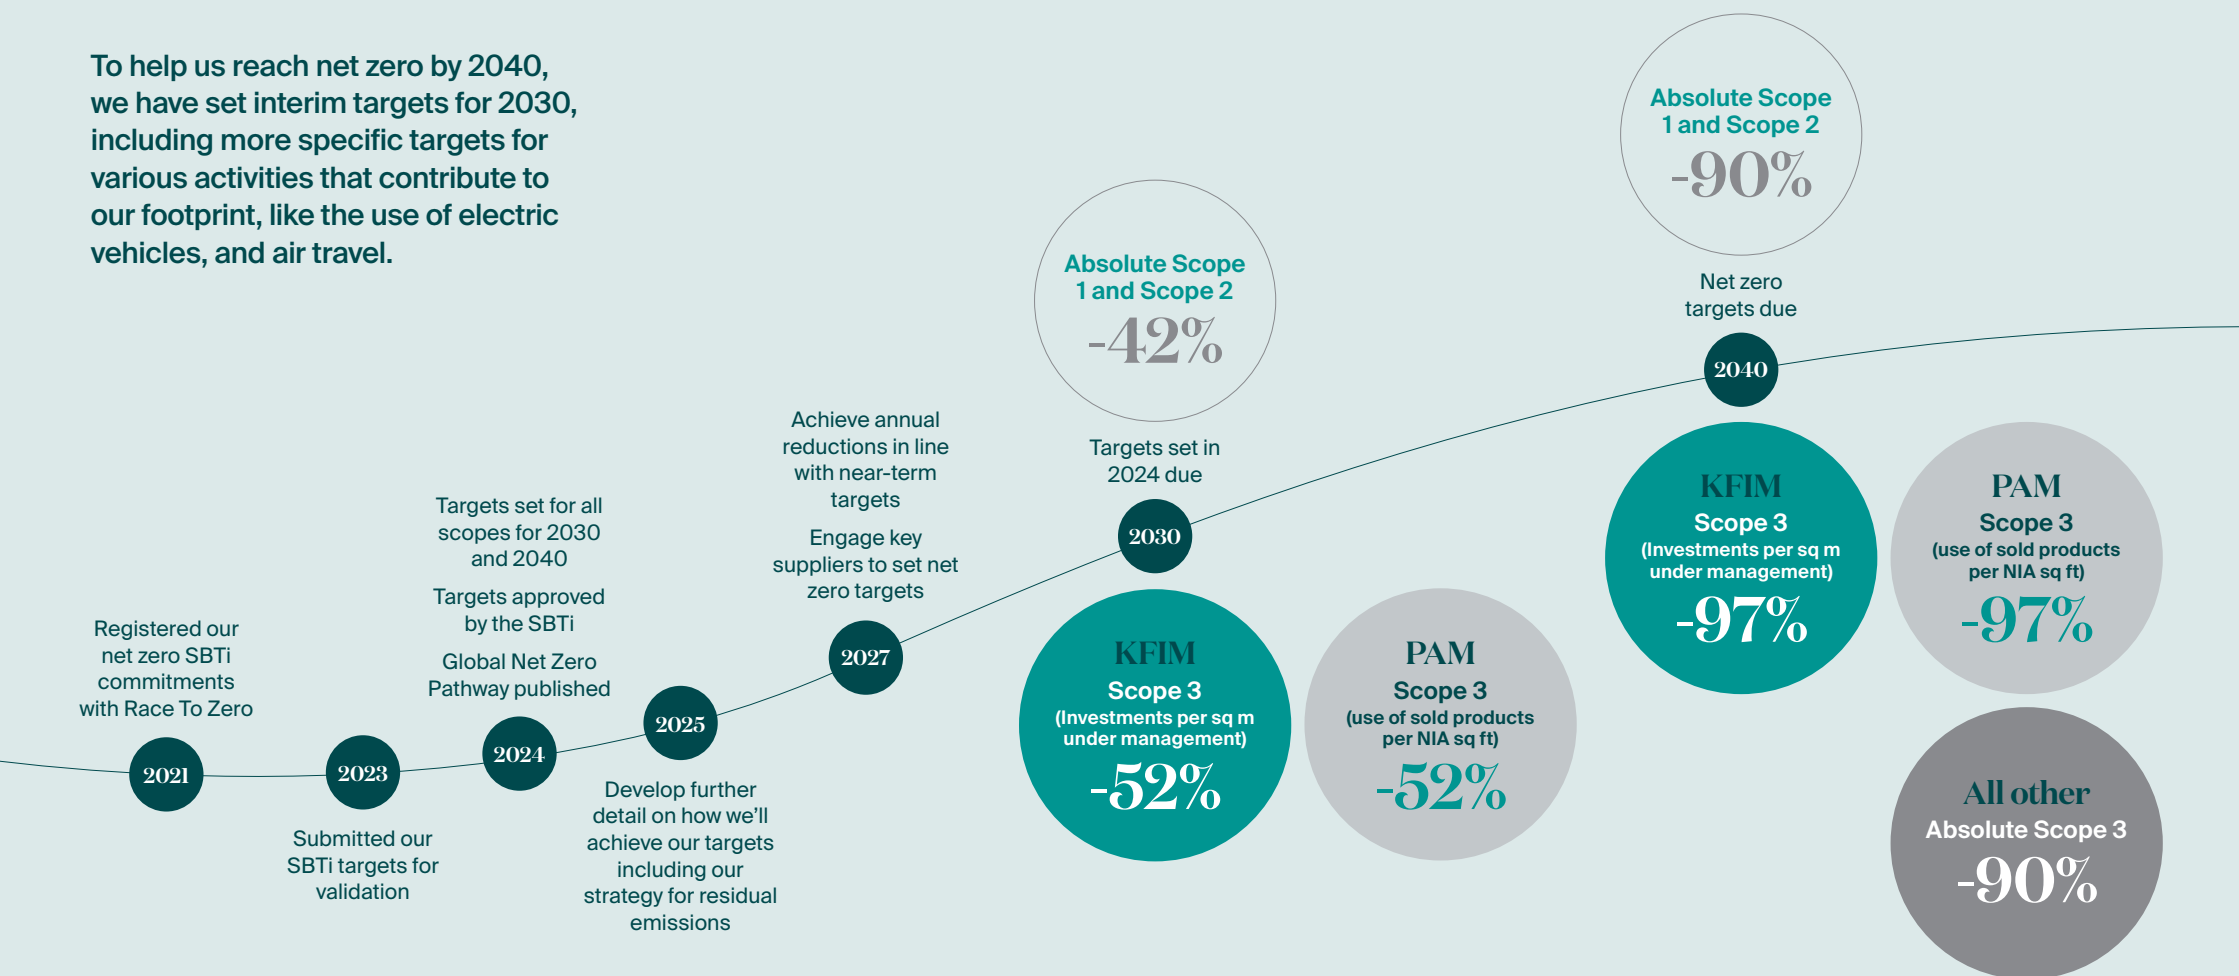 To help us reach net zero by 2040,
we have set interim targets for 2030,
including more specific targets for
various activities that contribute to
our footprint, like the use of electric
vehicles, and air travel.
Registered our
net zero SBTi
commitments
with Race To Zero
2021
2023
Submitted our
SBTi targets for
validation
Targets set for all
scopes for 2030
and 2040
Targets approved
by the SBTi
Global Net Zero
Pathway published
2024
2025
Develop further
detail on how we’ll
achieve our targets
including our
strategy for residual
emissions
Achieve annual
reductions in line
with near-term
targets
Engage key
suppliers to set net
zero targets
2027
Absolute Scope
1 and Scope 2
-42%
Targets set in
2024 due
2030
KFIM
Scope 3
(Investments per sq m
under management)
-52%
PAM
Scope 3
(use of sold products
per NIA sq ft)
-52%
Absolute Scope
1 and Scope 2
-90%
Net zero
targets due
2040
KFIM
Scope 3
(Investments per sq m
under management)
-97%
PAM
Scope 3
(use of sold products
per NIA sq ft)
-97%
All other
Absolute Scope 3
-90%